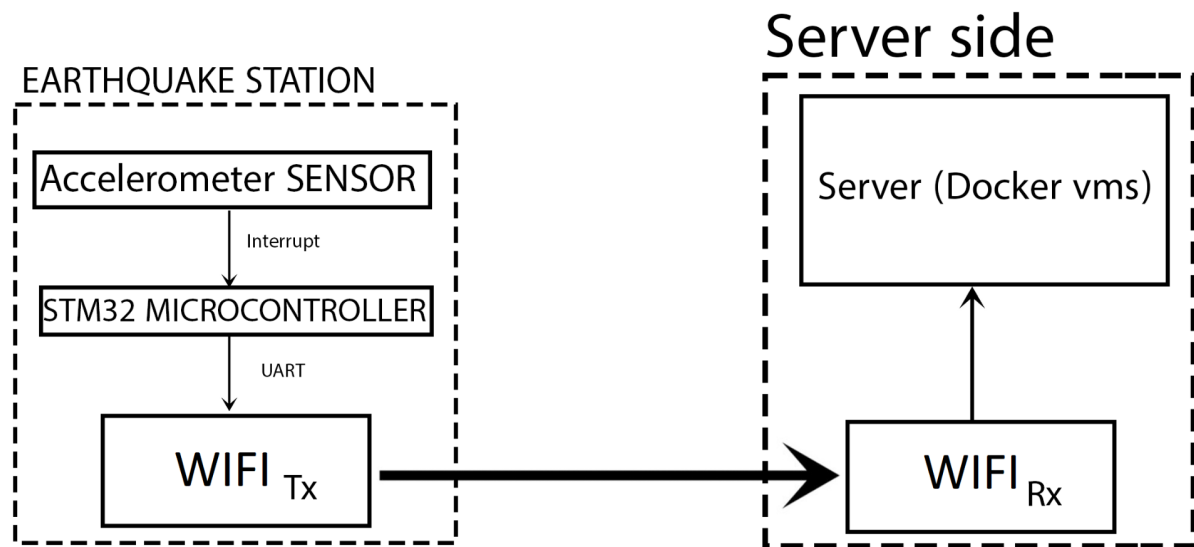 EARTHQUAKE STATION
Accelerometer SENSOR
Interrupt
STM32 MICROCONTROLLER
UART
WIFI Tx
Server side
Server (Docker vms)
WIFI Rx